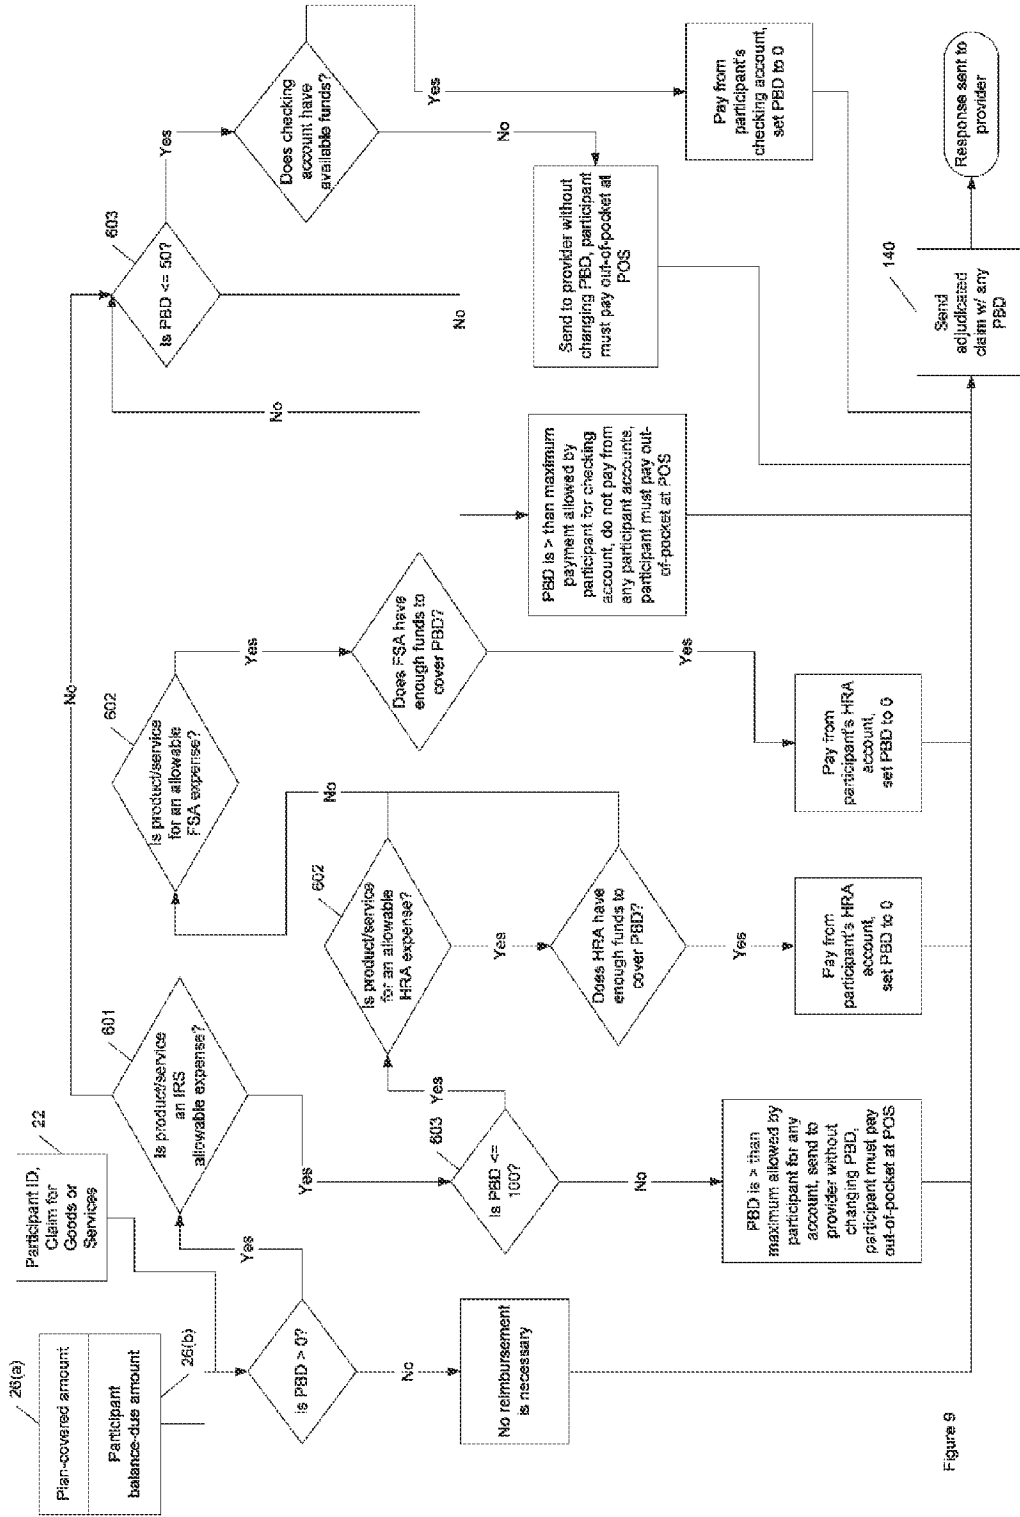 26(a)
Plan-covered amount
Participant
balance-due amount
26(b)
Participant ID,
Claim for
Goods or
Services
22
Is PBD > 0?
Yes
No
No reimbursement
is necessary
Is product/service
an IRS
allowable expense?
601
No
Yes
Is PBD <=
100?
603
Yes
No
PBD is > than
maximum allowed by
participant for any
account, send to
provider without
changing PBD,
participant must pay
out-of-pocket at POS
Is product/service
for an allowable
HRA expense?
602
Yes
No
Does HRA have
enough funds to
cover PBD?
Yes
Pay from
participant's HRA
account,
set PBD to 0
Is product/service
for an allowable
FSA expense?
602
Yes
Does FSA have
enough funds to
cover PBD?
Yes
Pay from
participant's HRA
account,
set PBD to 0
No
Is PBD <= 50?
603
Yes
No
PBD is > than maximum
payment allowed by
participant for checking
account, do not pay from
any participant accounts,
participant must pay out-
of-pocket at POS
Does checking
account have
available funds?
Yes
No
Send to provider without
changing PBD, participant
must pay out-of-pocket at
POS
Pay from
participant's
checking account,
set PBD to 0
140
Send
adjudicated
claim w/ any
PBD
Response sent to
provider
Figure 9